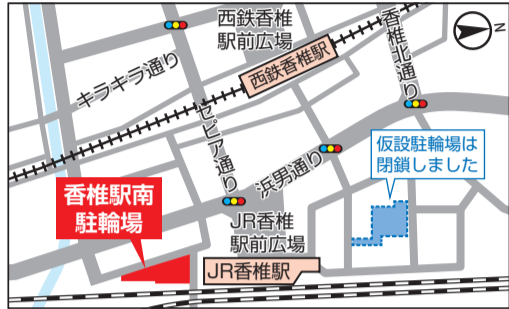 西鉄香椎
駅前広場
キラキラ通り
西鉄香椎駅
香椎北通り
N
セピア通り
浜男通り
仮設駐輪場は
閉鎖しました
香椎駅南
駐輪場
JR香椎
駅前広場
JR香椎駅